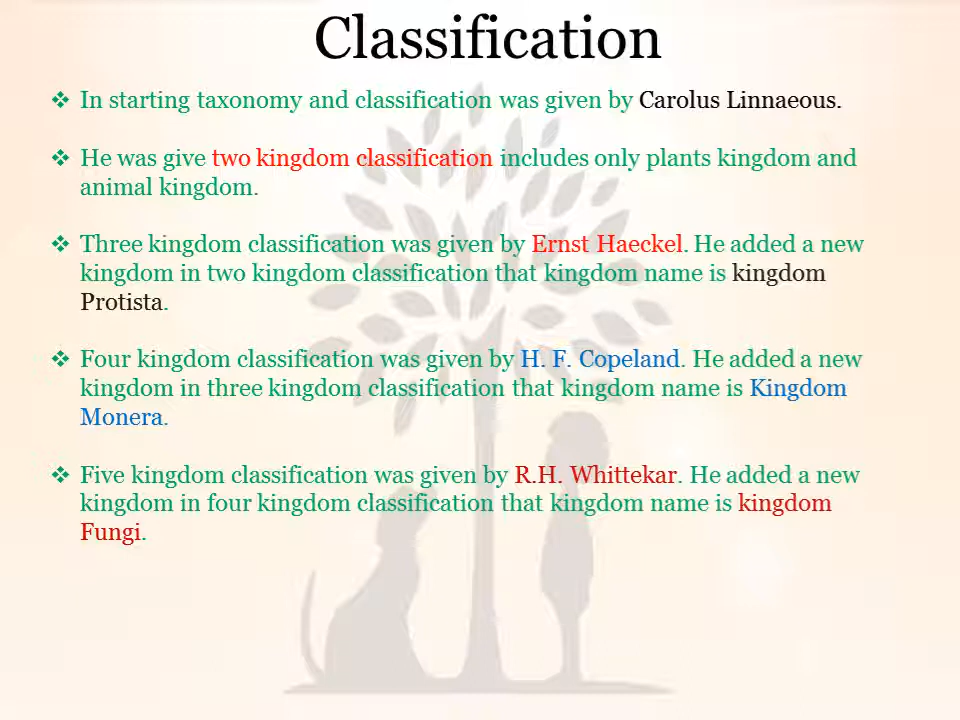 Classification
❖ In starting taxonomy and classification was given by Carolus Linnaeous.
❖ He was give two kingdom classification includes only plants kingdom and
animal kingdom.
❖ Three kingdom classification was given by Ernst Haeckel. He added a new
kingdom in two kingdom classification that kingdom name is kingdom
Protista.
❖ Four kingdom classification was given by H. F. Copeland. He added a new
kingdom in three kingdom classification that kingdom name is Kingdom
Monera.
❖ Five kingdom classification was given by R.H. Whittekar. He added a new
kingdom in four kingdom classification that kingdom name is kingdom
Fungi.